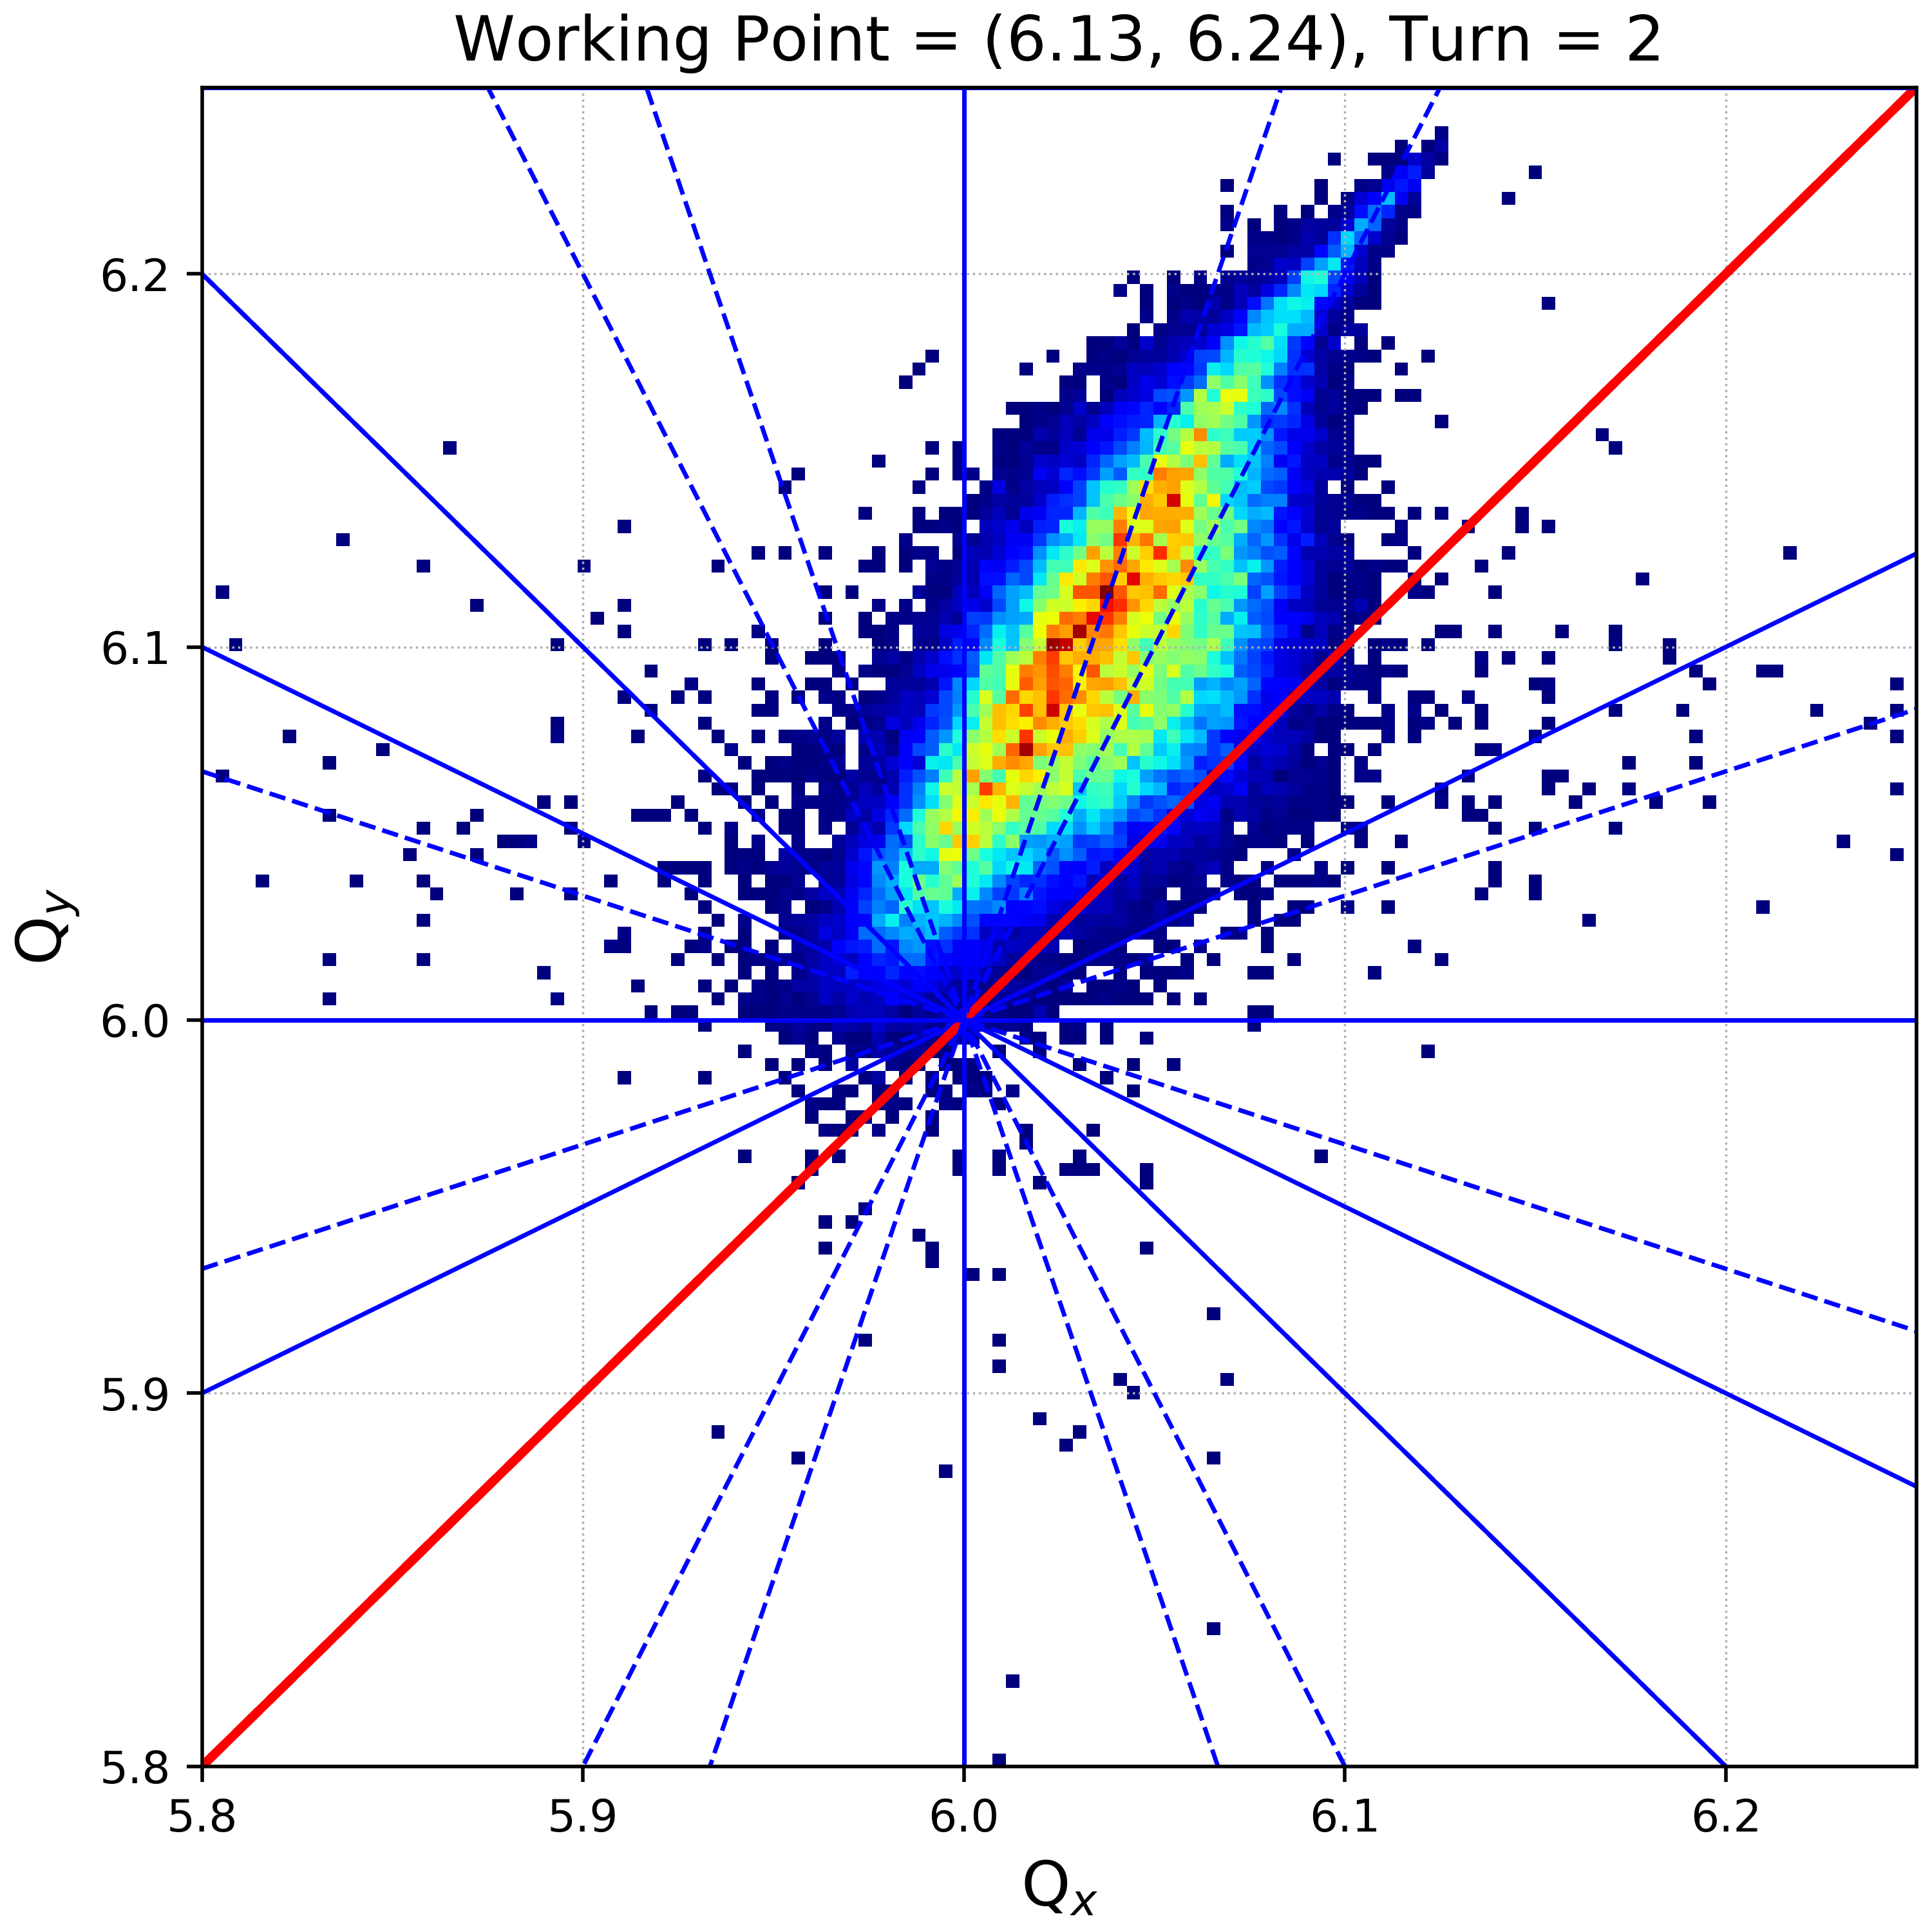 Working Point = (6.13, 6.24), Turn = 2
6.2
6.1
6.0
5.9
5.8
Qy
5.8 5.9 6.0 6.1 6.2
Qx